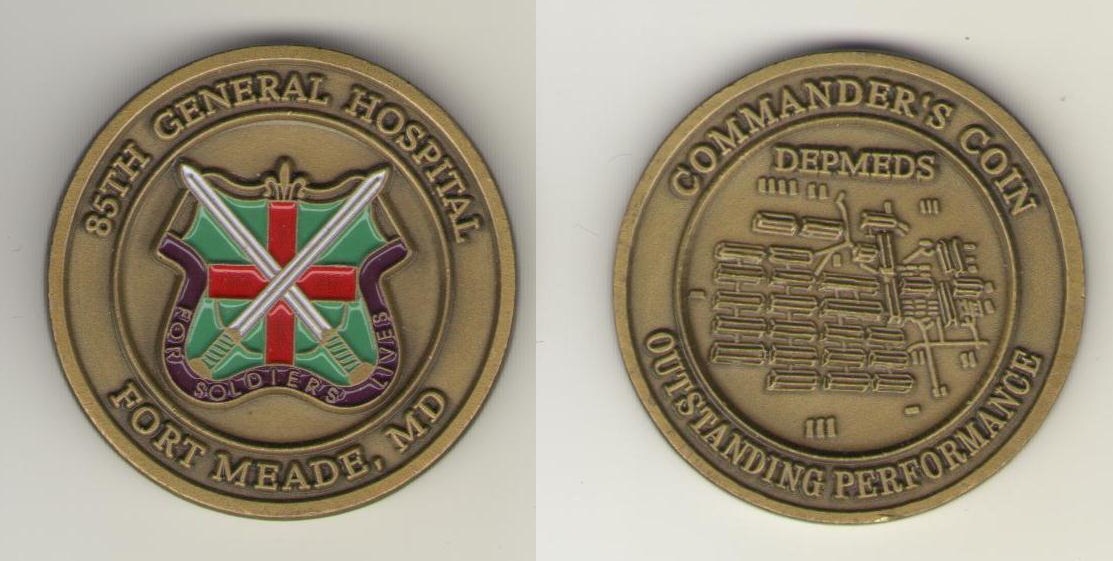 85TH GENERAL HOSPITAL
FOR SOLDIERS' LIVES
FORT MEADE, MD
COMMANDER'S COIN
DEPMEDS
OUTSTANDING PERFORMANCE